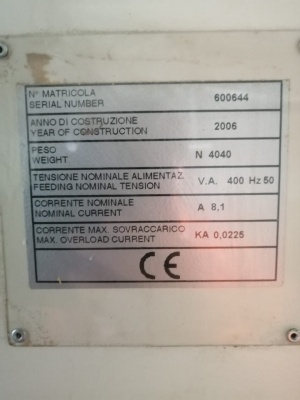 N° MATRICOLA
SERIAL NUMBER 600644
ANNO DI COSTRUZIONE
YEAR OF CONSTRUCTION 2006
PESO
WEIGHT N 4040
TENSIONE NOMINALE ALIMENTAZ.
FEEDING NOMINAL TENSION V.A. 400 Hz 50
CORRENTE NOMINALE
NOMINAL CURRENT A 8,1
CORRENTE MAX. SOVRACCARICO
MAX. OVERLOAD CURRENT KA 0,0225
CE